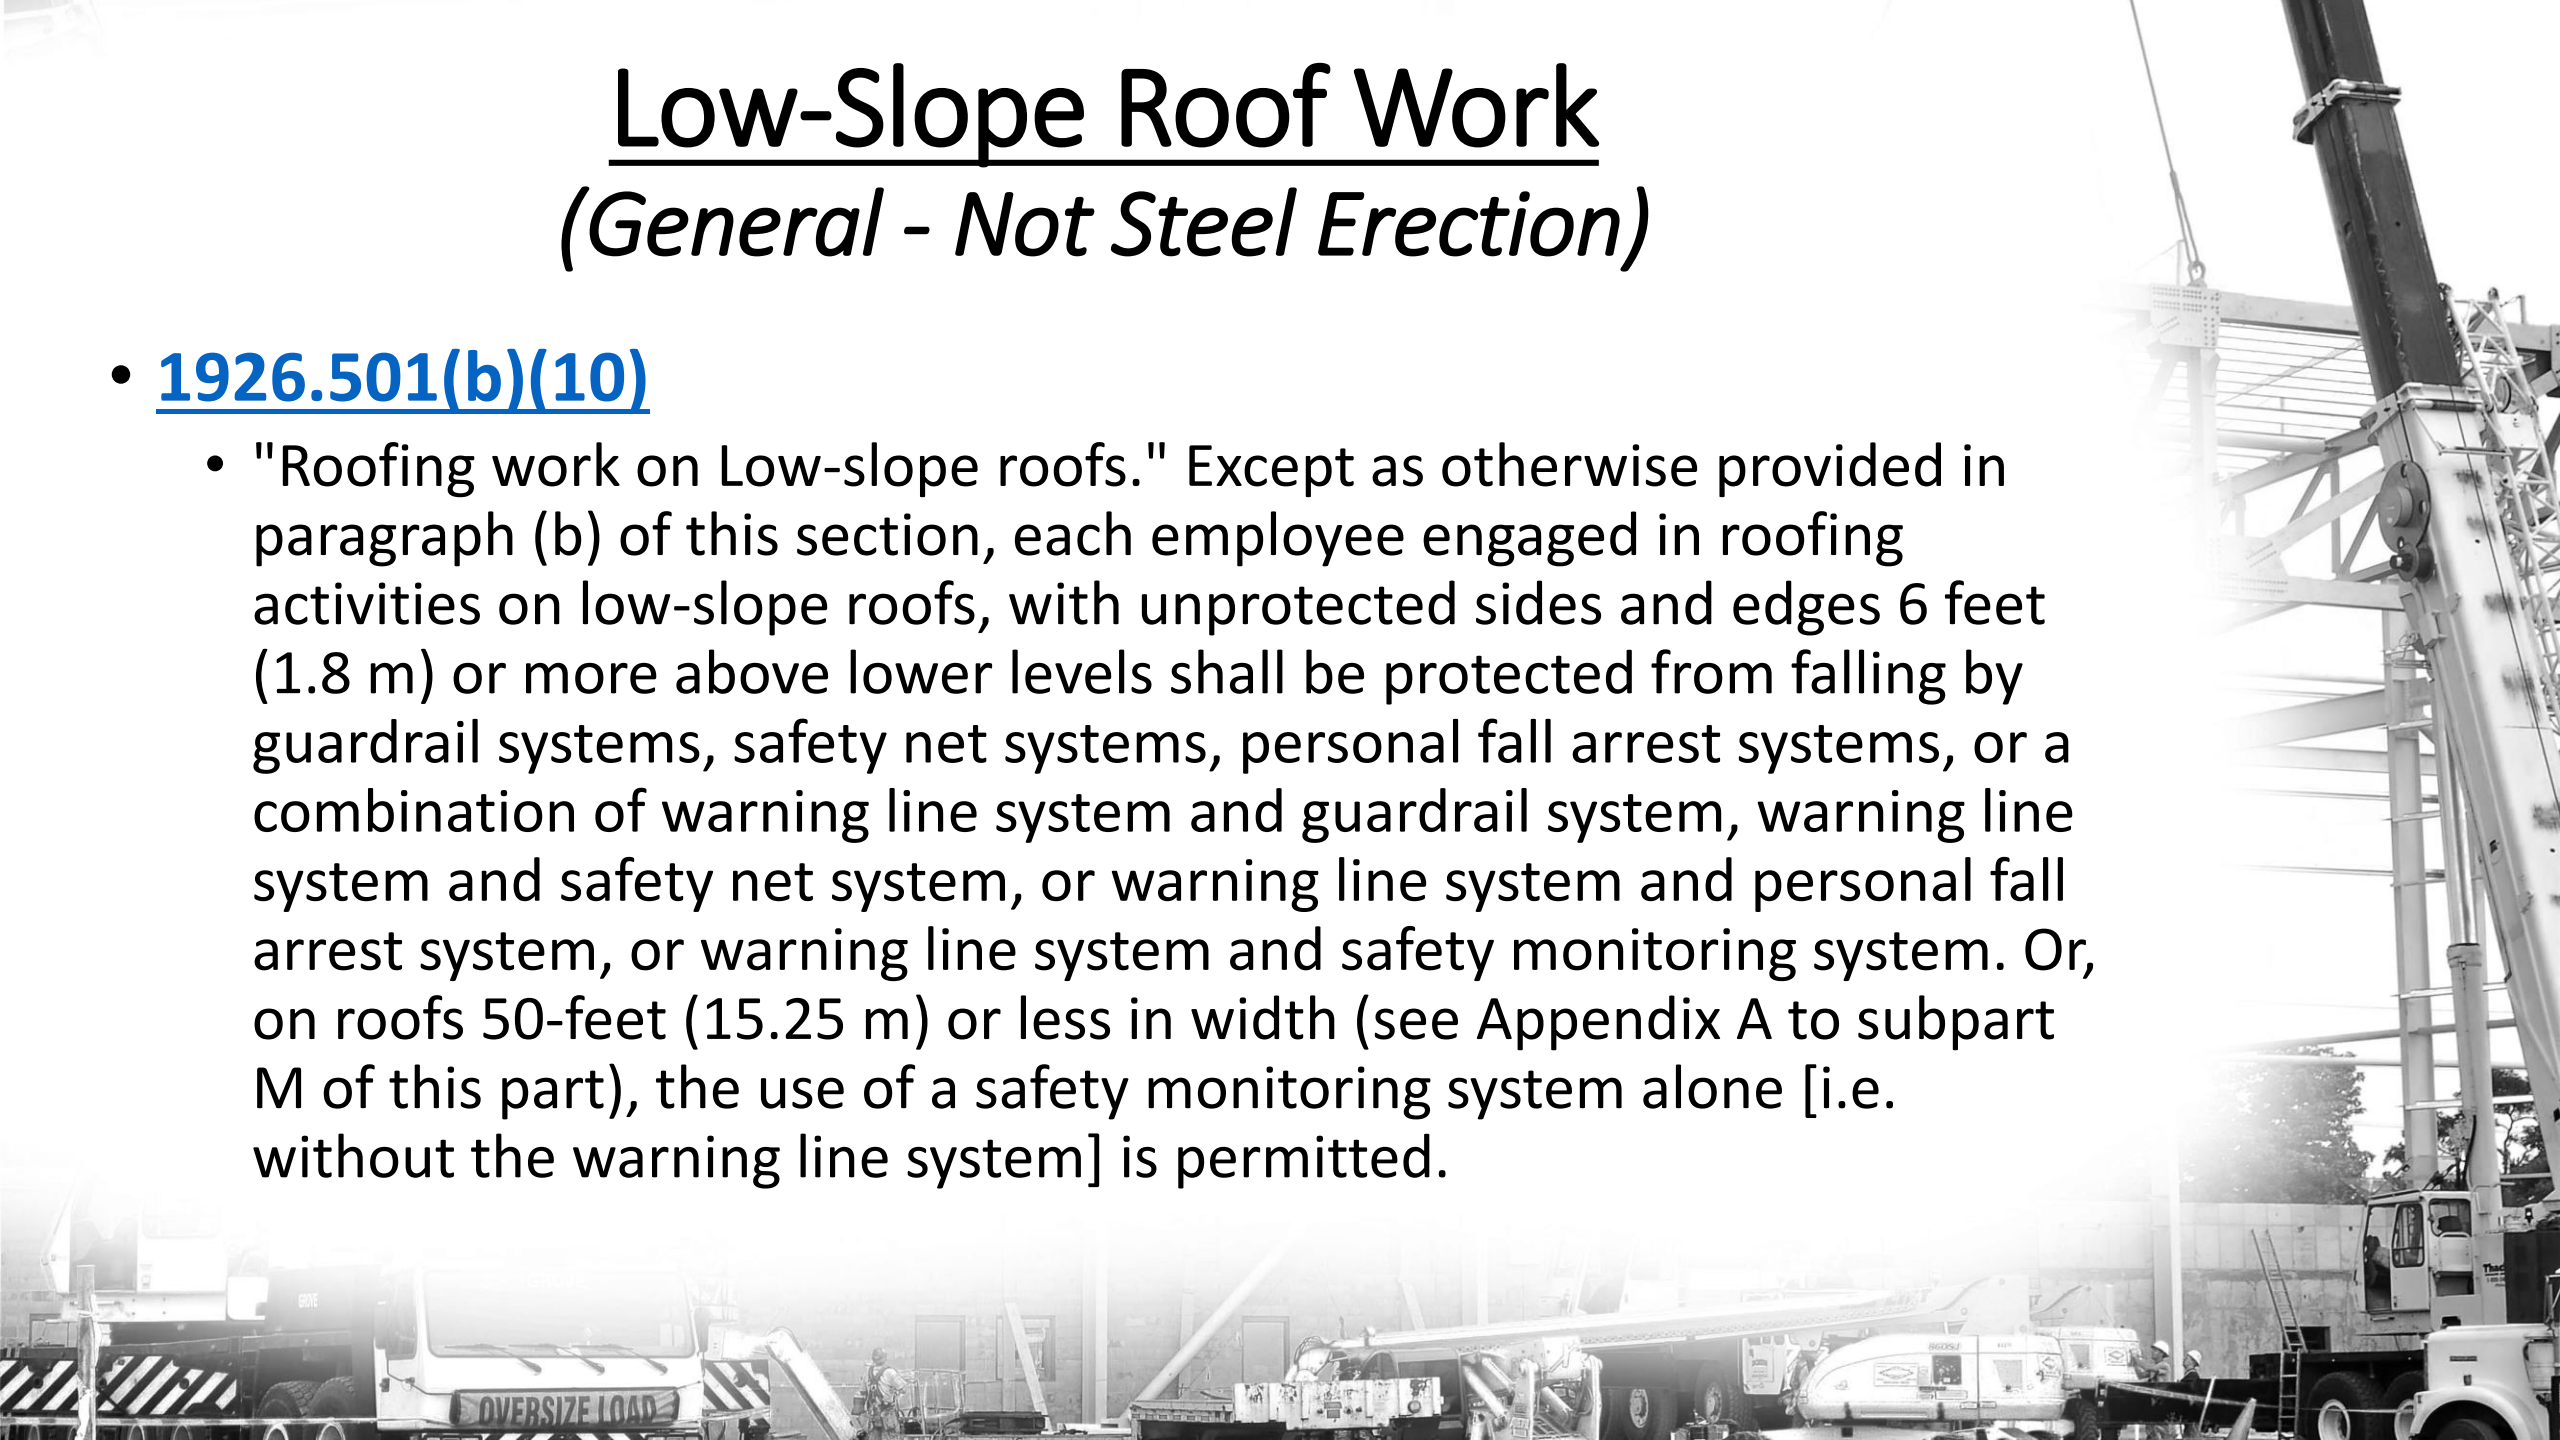 Low-Slope Roof Work
(General - Not Steel Erection)
• 1926.501(b)(10)
• "Roofing work on Low-slope roofs." Except as otherwise provided in
paragraph (b) of this section, each employee engaged in roofing
activities on low-slope roofs, with unprotected sides and edges 6 feet
(1.8 m) or more above lower levels shall be protected from falling by
guardrail systems, safety net systems, personal fall arrest systems, or a
combination of warning line system and guardrail system, warning line
system and safety net system, or warning line system and personal fall
arrest system, or warning line system and safety monitoring system. Or,
on roofs 50-feet (15.25 m) or less in width (see Appendix A to subpart
M of this part), the use of a safety monitoring system alone [i.e.
without the warning line system] is permitted.
GROVE
OVERSIZE LOAD